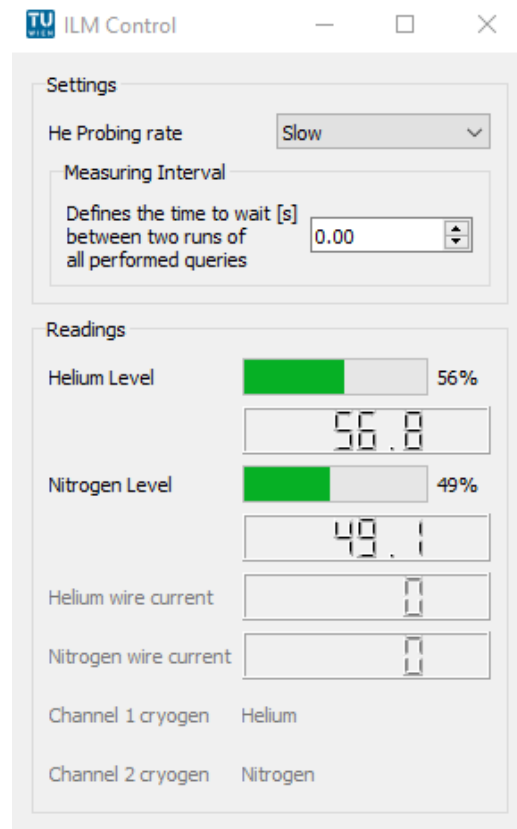 TU
WIEN
ILM Control
Settings
He Probing rate
Slow
Measuring Interval
Defines the time to wait [s]
between two runs of
all performed queries
0.00
Readings
Helium Level
56%
56.8
Nitrogen Level
49%
49.1
Helium wire current
0
Nitrogen wire current
0
Channel 1 cryogen
Helium
Channel 2 cryogen
Nitrogen